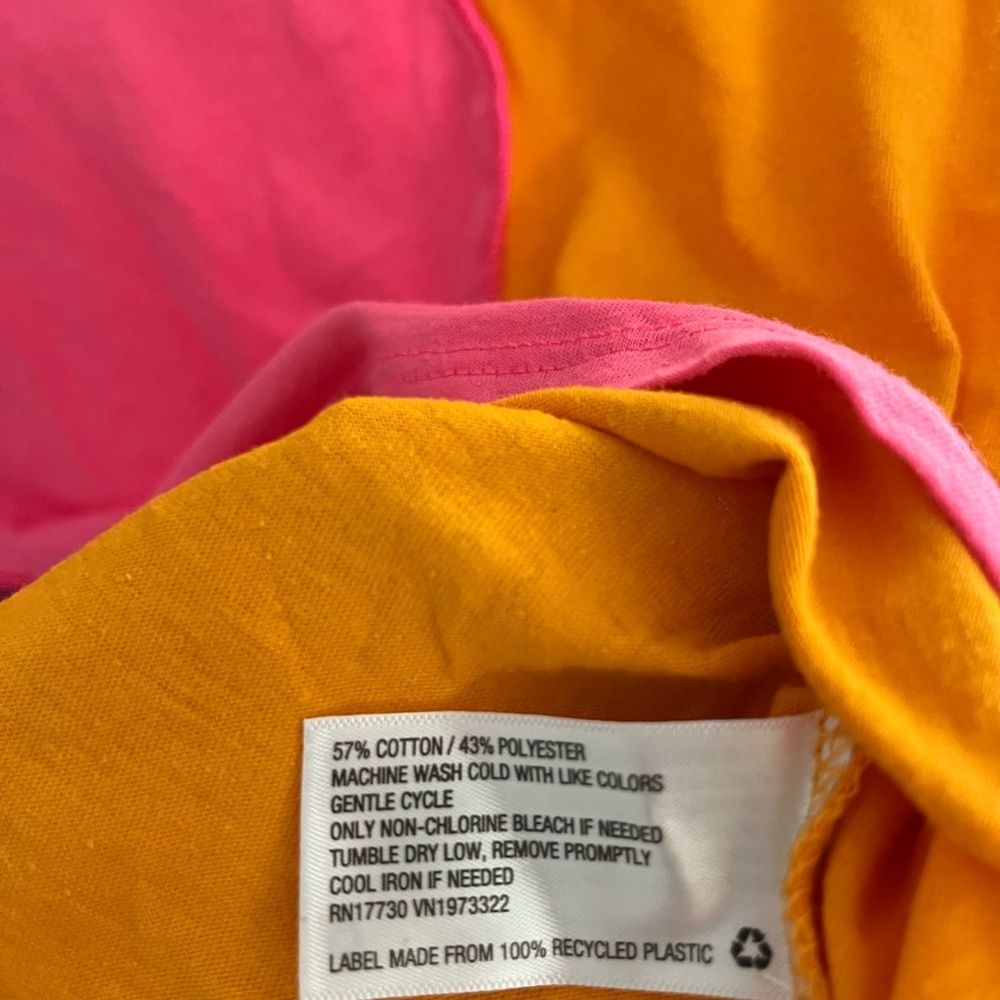 57% COTTON / 43% POLYESTER
MACHINE WASH COLD WITH LIKE COLORS
GENTLE CYCLE
ONLY NON-CHLORINE BLEACH IF NEEDED
TUMBLE DRY LOW, REMOVE PROMPTLY
COOL IRON IF NEEDED
RN17730 VN1973322
LABEL MADE FROM 100% RECYCLED PLASTIC